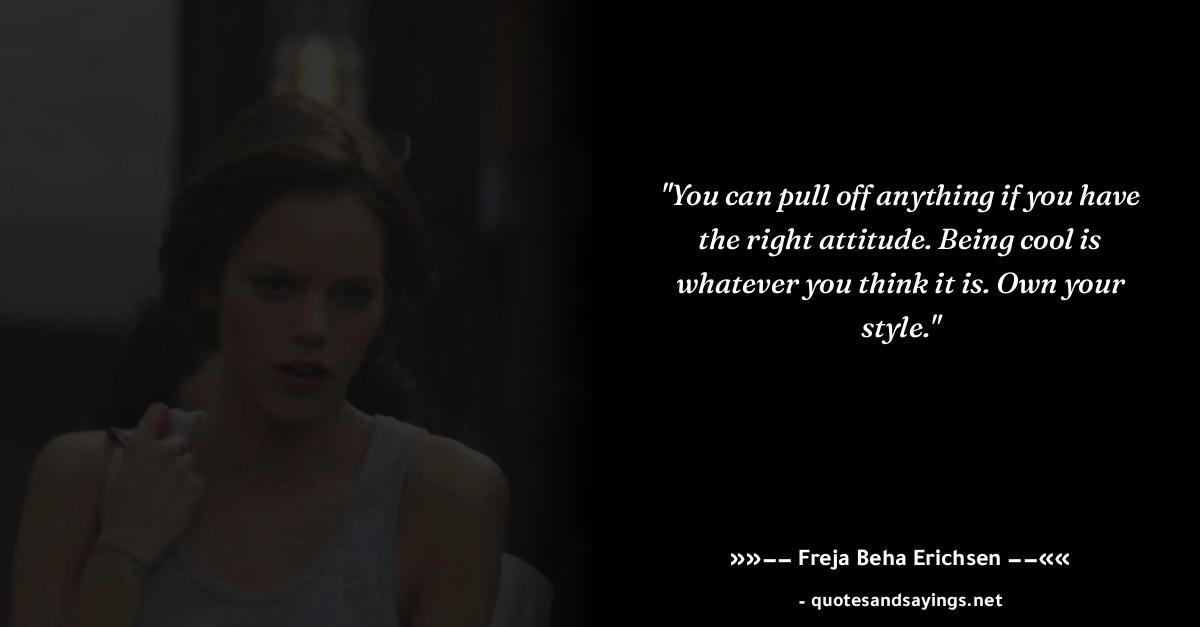 "You can pull off anything if you have
the right attitude. Being cool is
whatever you think it is. Own your
style."
»»−− Freja Beha Erichsen −−««
- quotesandsayings.net